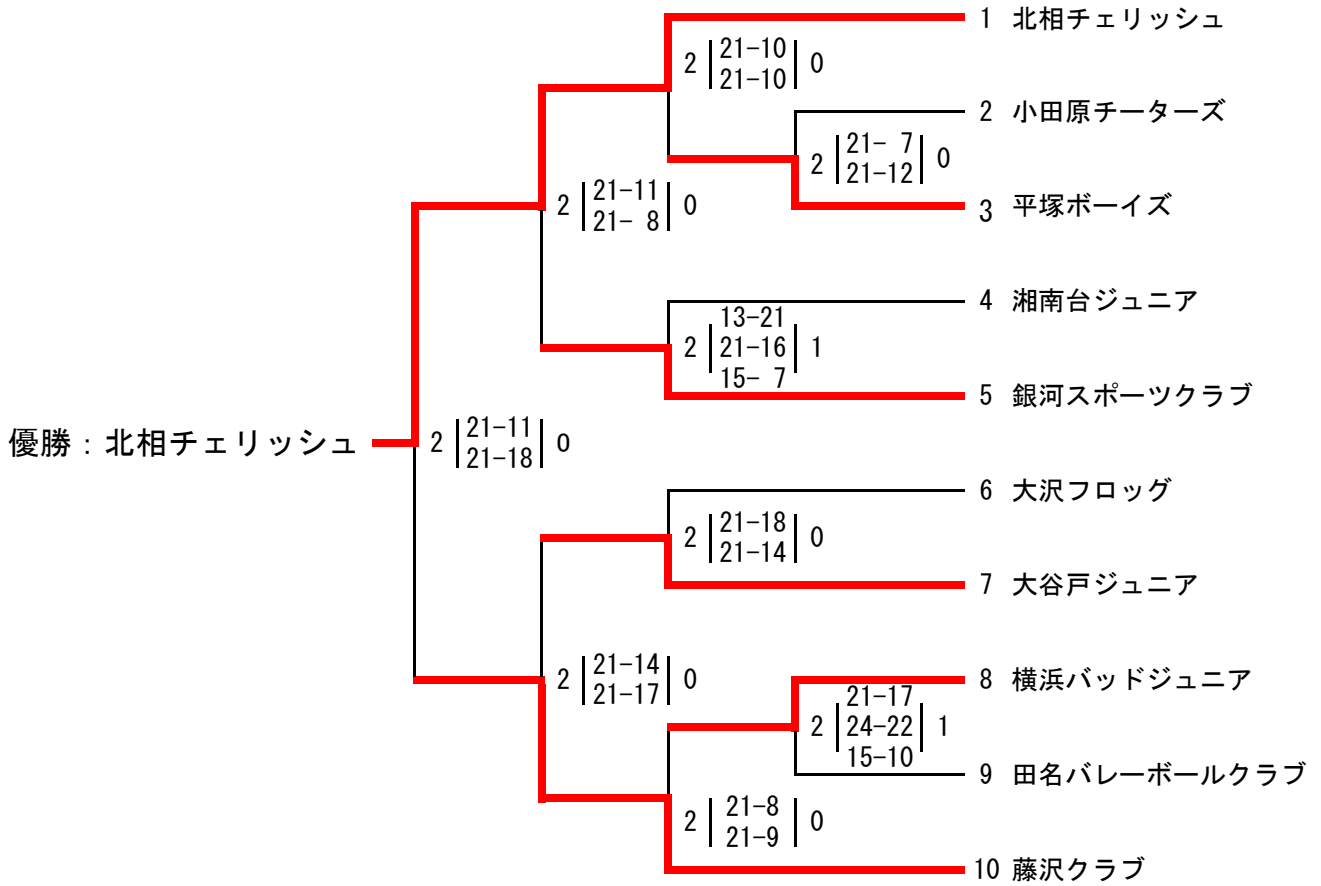 1 北相チェリッシュ
2 21-10 0
21-10
2 小田原チーターズ
2 21- 7 0
21-12
3 平塚ボーイズ
2 21-11 0
21- 8
4 湘南台ジュニア
13-21
2 21-16 1
15- 7
5 銀河スポーツクラブ
優勝：北相チェリッシュ
2 21-11 0
21-18
6 大沢フロッグ
2 21-18 0
21-14
7 大谷戸ジュニア
2 21-14 0
21-17
8 横浜バッドジュニア
21-17
2 24-22 1
15-10
9 田名バレーボールクラブ
2 21-8 0
21-9
10 藤沢クラブ